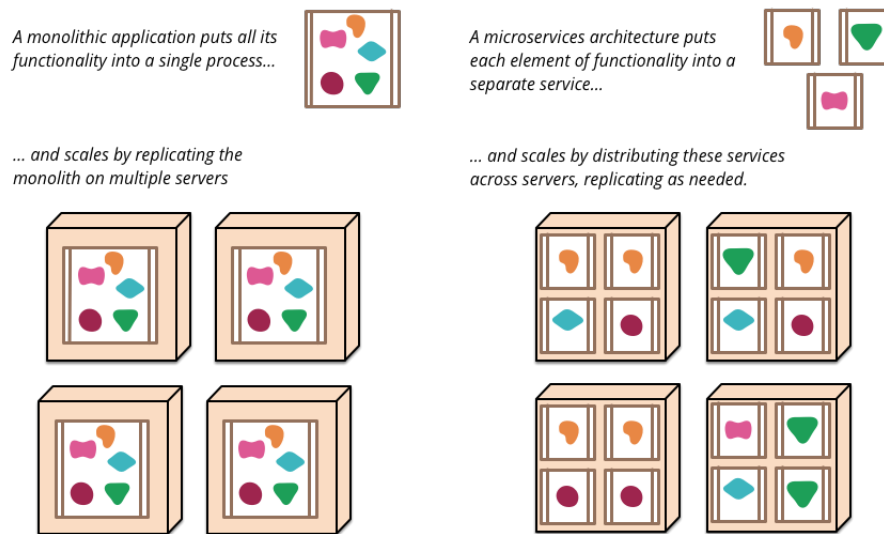 A monolithic application puts all its
functionality into a single process...
... and scales by replicating the
monolith on multiple servers
A microservices architecture puts
each element of functionality into a
separate service...
... and scales by distributing these services
across servers, replicating as needed.